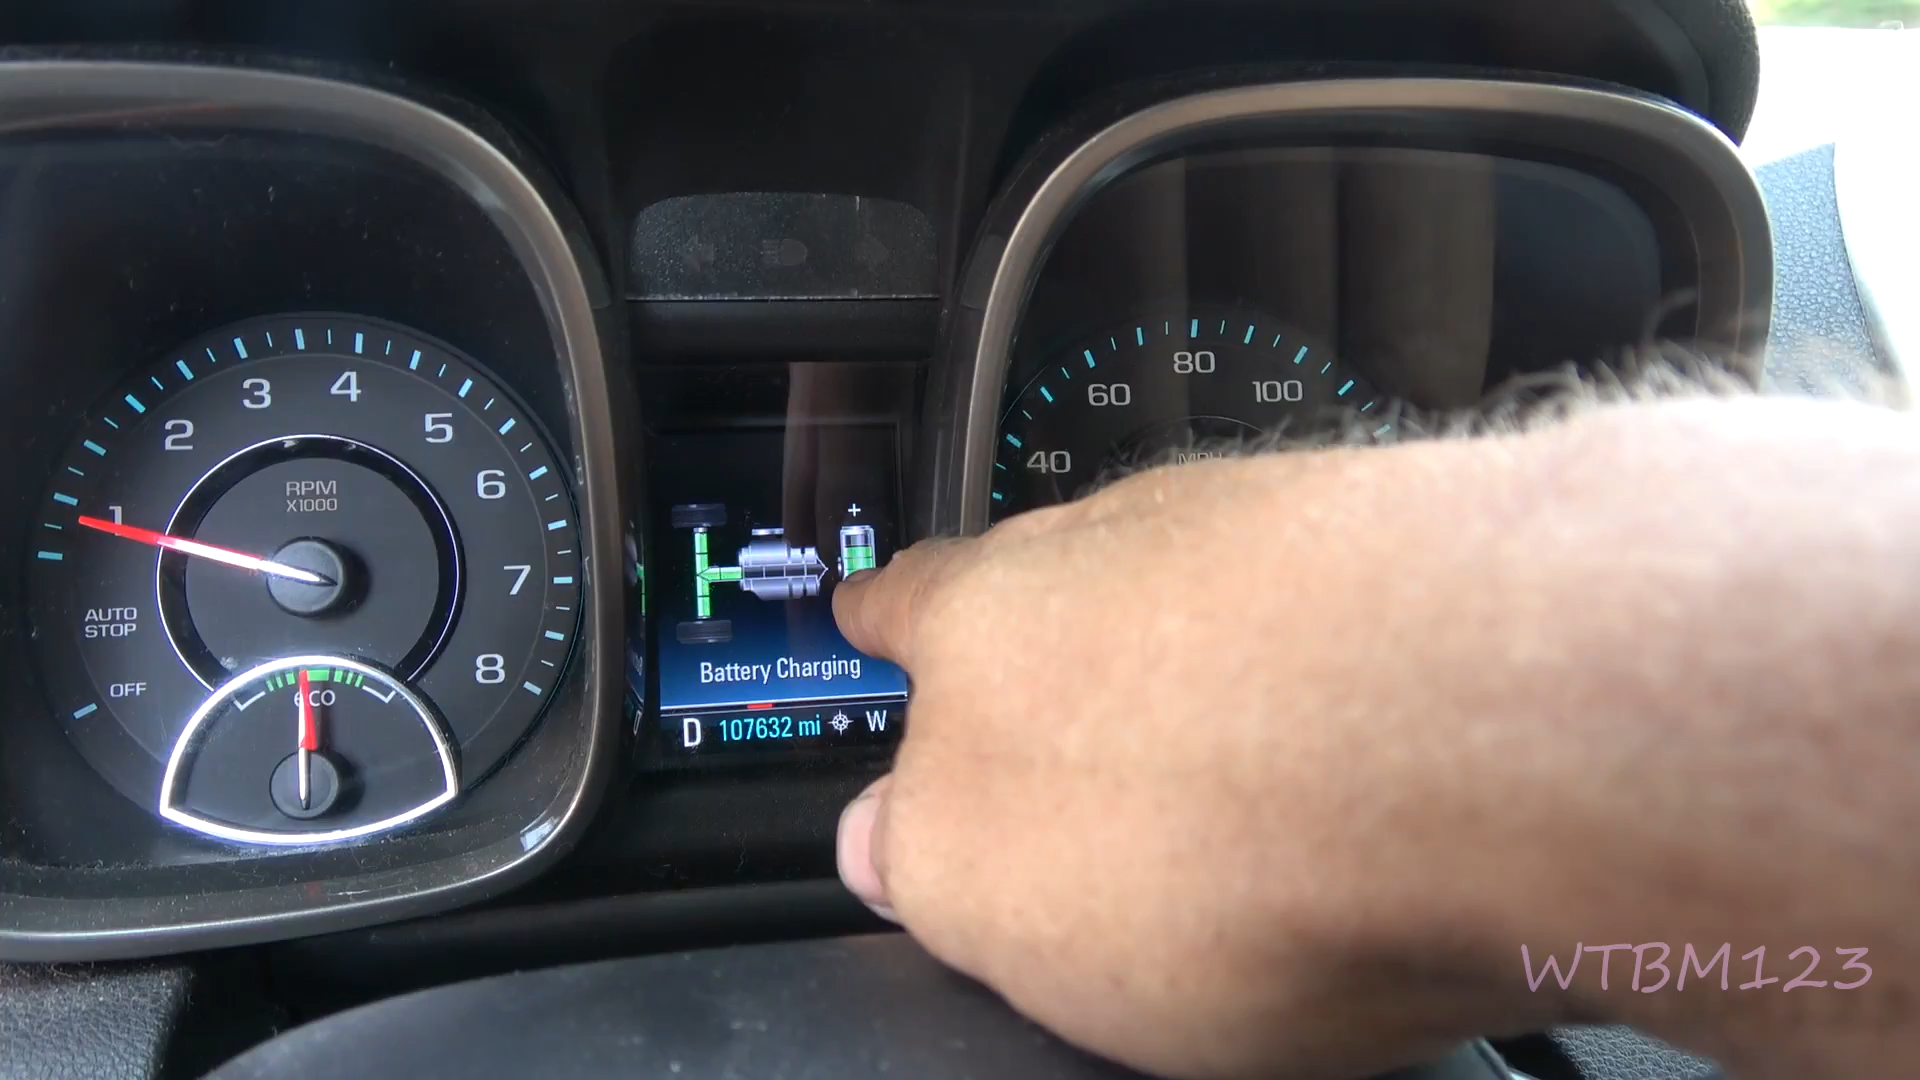 1
2
3
4
5
6
7
8
RPM
X1000
AUTO
STOP
OFF
eco
+
Battery Charging
D 107632 mi W
40
60
80
100
MPH
WTBM123